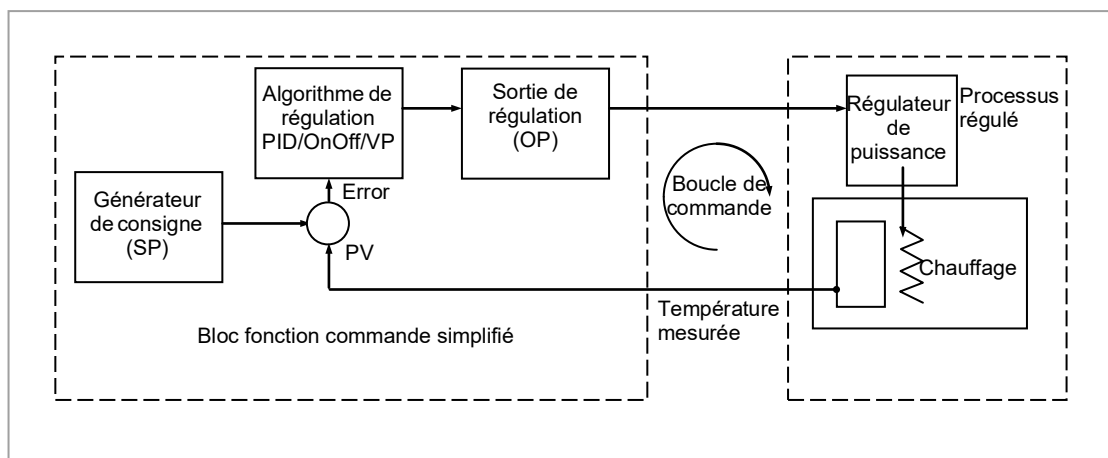 Algorithme de
régulation
PID/OnOff/VP
Sortie de
régulation
(OP)
Régulateur
de
puissance
Processus
régulé
Générateur
de consigne
(SP)
Error
PV
Boucle de
commande
Chauffage
Température
mesurée
Bloc fonction commande simplifié